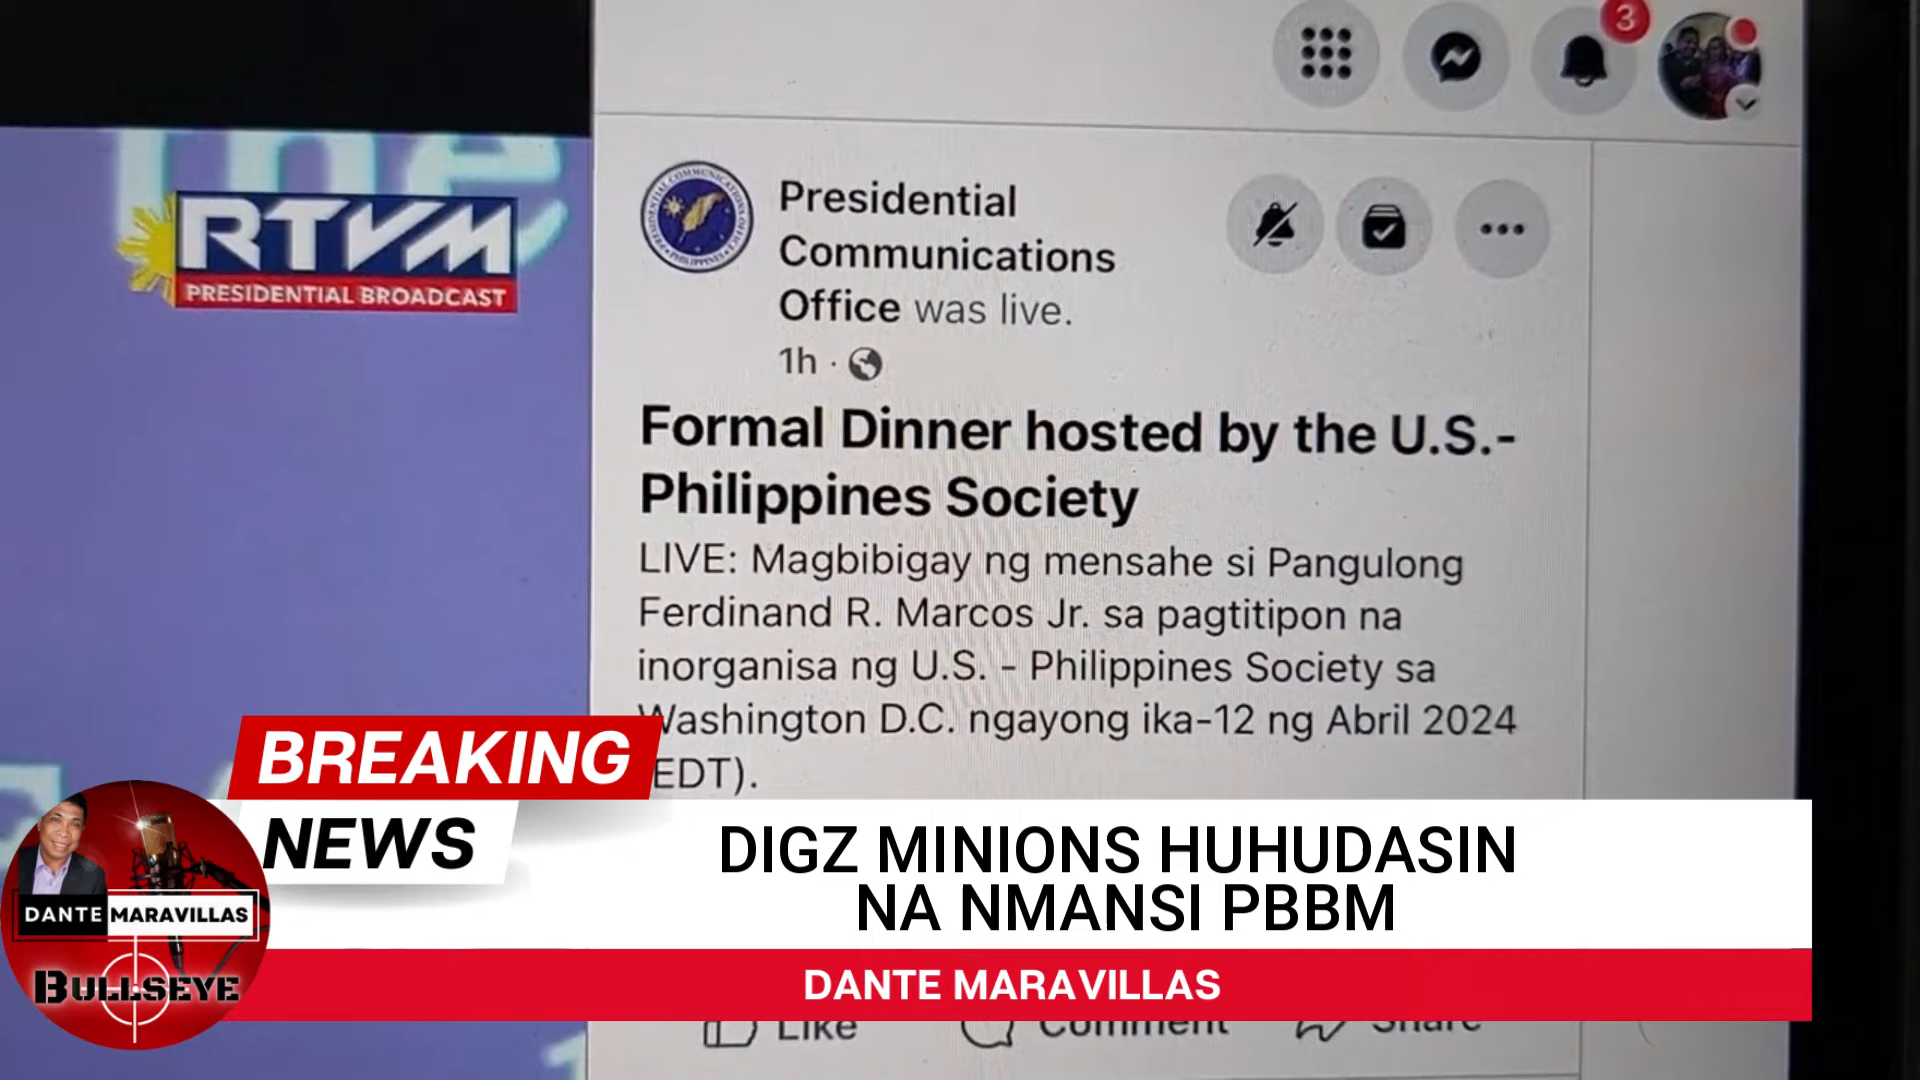 3
The
RTVM
PRESIDENTIAL BROADCAST
Presidential
Communications
Office was live.
1h ·
Formal Dinner hosted by the U.S.-
Philippines Society
LIVE: Magbibigay ng mensahe si Pangulong
Ferdinand R. Marcos Jr. sa pagtitipon na
inorganisa ng U.S. - Philippines Society sa
Washington D.C. ngayong ika-12 ng Abril 2024
EDT).
BREAKING
NEWS
DIGZ MINIONS HUHUDASIN
NA NMANSI PBBM
DANTE MARAVILLAS
BULLSEYE
DANTE MARAVILLAS
Like Comment Share